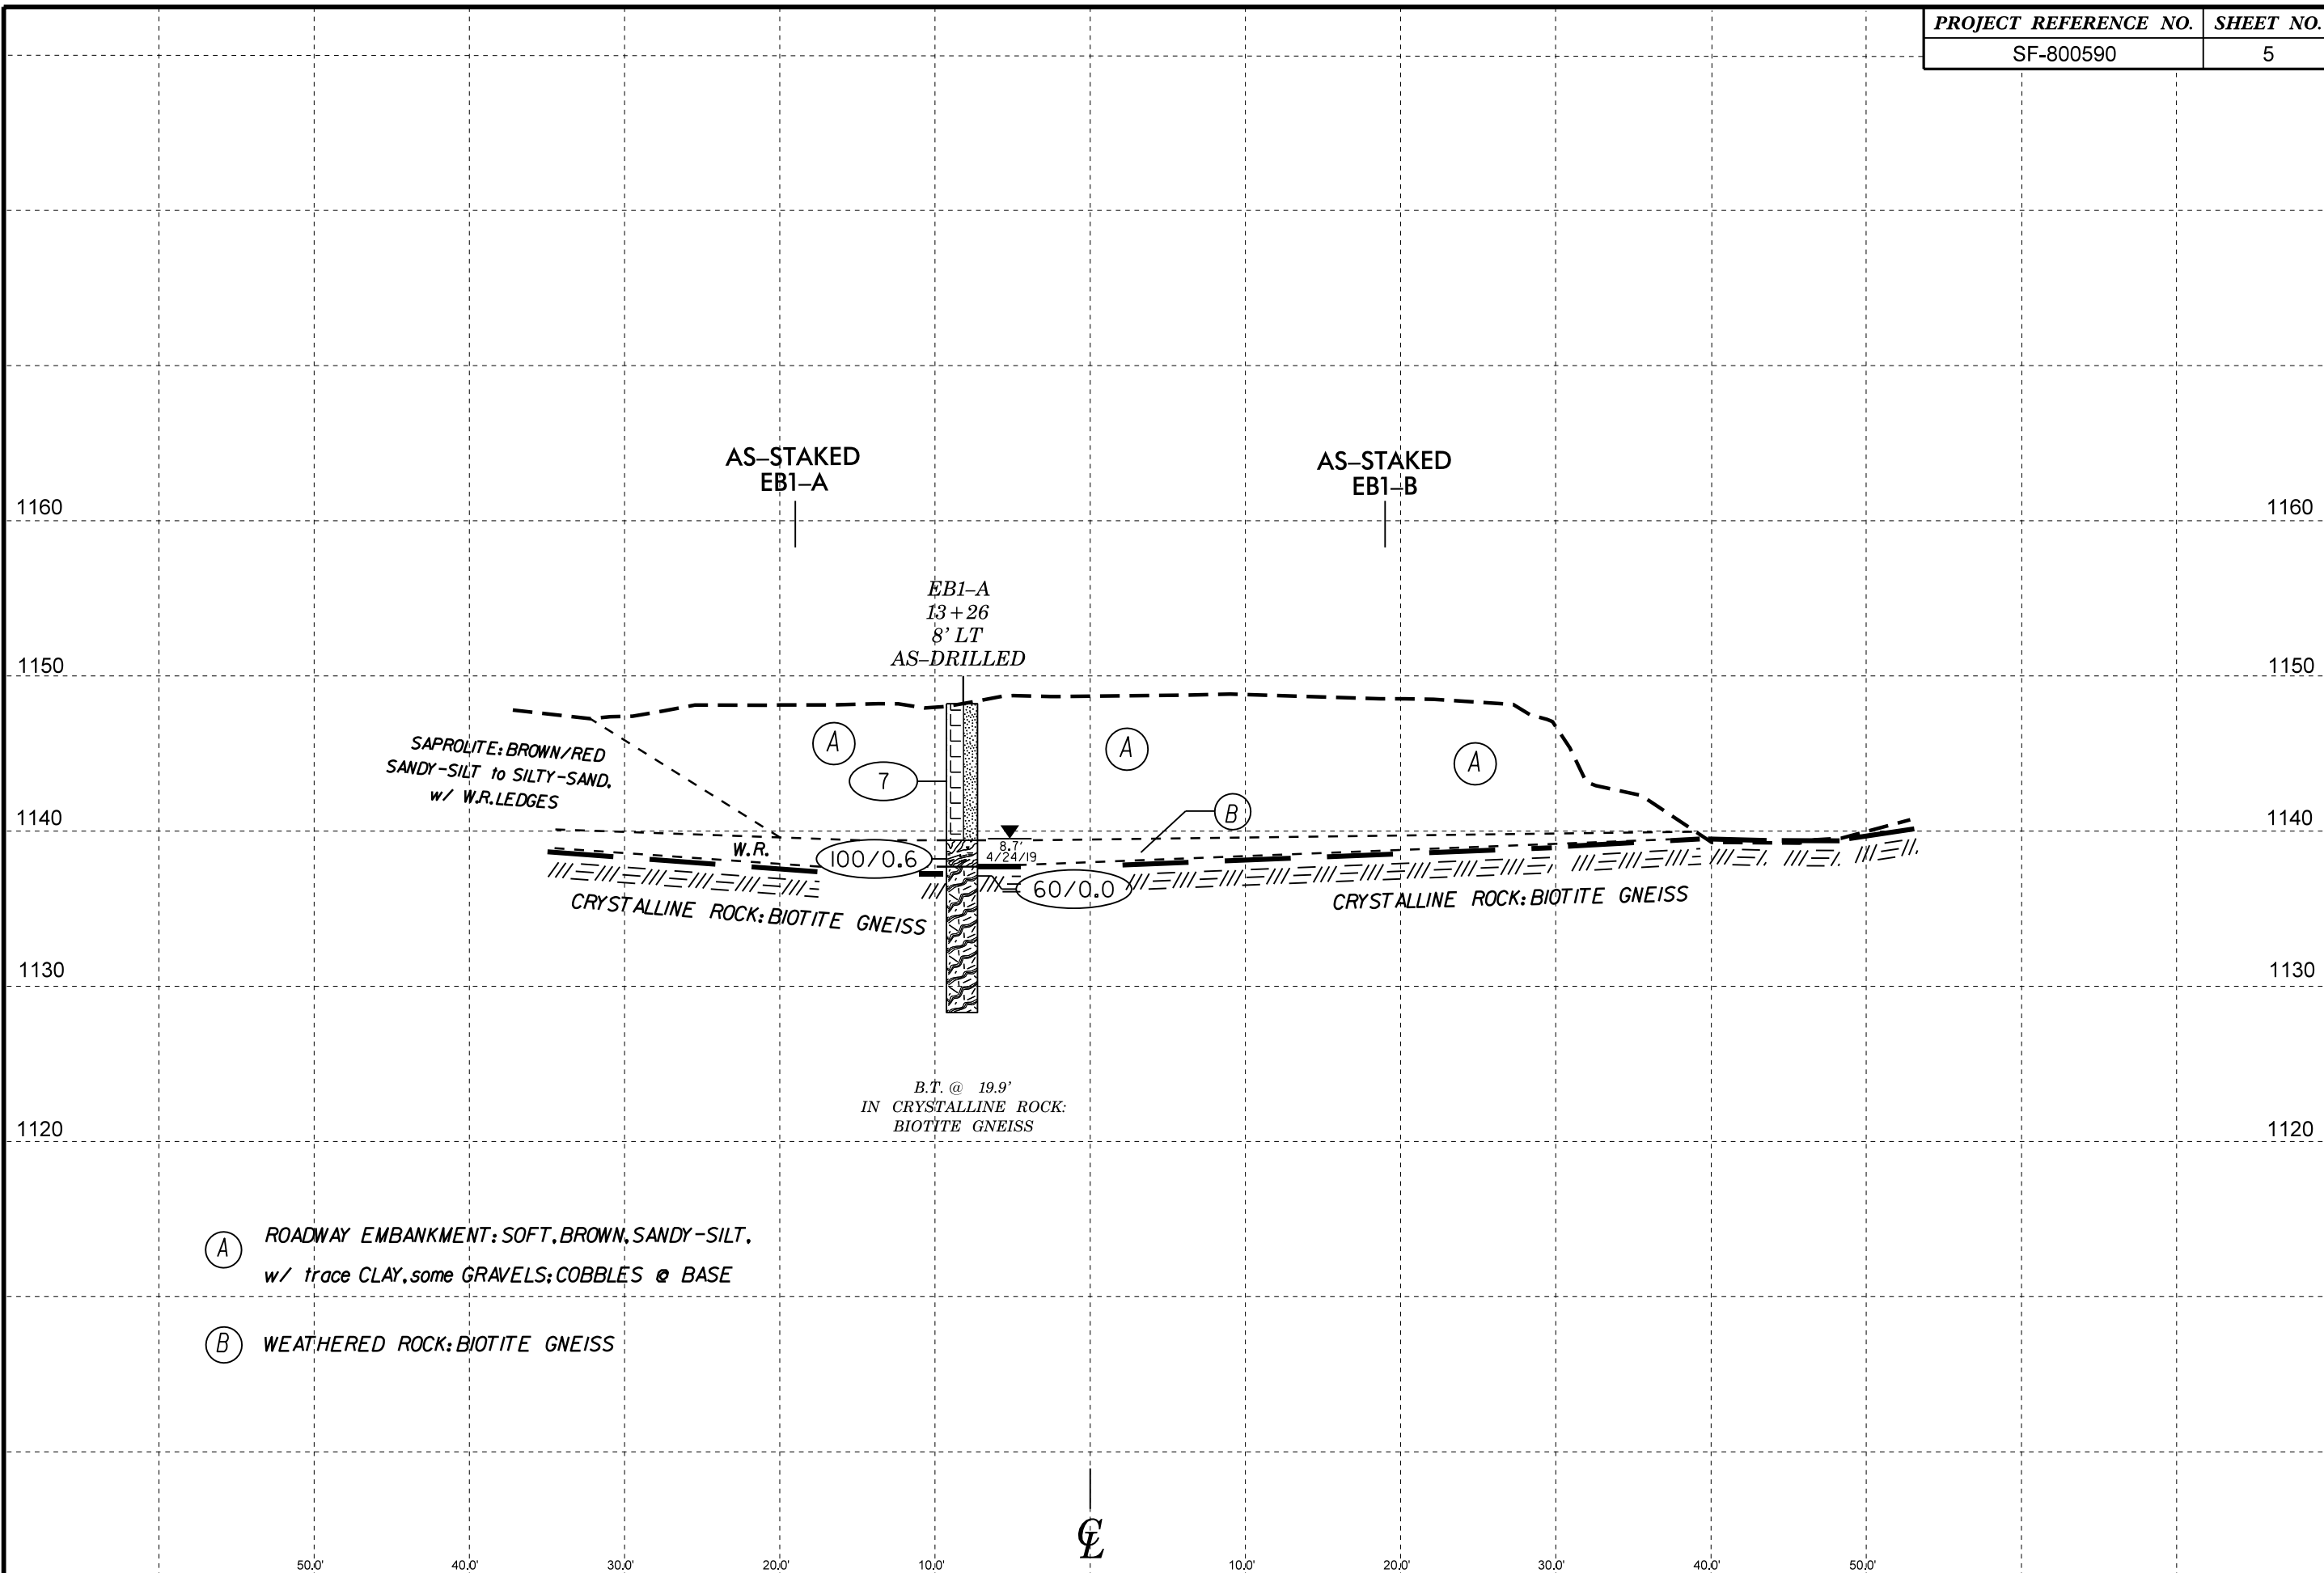 PROJECT REFERENCE NO. SHEET NO.
SF-800590 5
AS–STAKED
EB1–A
AS–STAKED
EB1–B
1160 1160
EB1–A
13+26
8' LT
AS–DRILLED
1150 1150
SAPROLITE: BROWN/RED
SANDY-SILT to SILTY-SAND,
w/ W.R. LEDGES
A
A
A
7
B
1140 1140
W.R.
100/0.6
8.7'
4/24/19
60/0.0
CRYSTALLINE ROCK: BIOTITE GNEISS
CRYSTALLINE ROCK: BIOTITE GNEISS
1130 1130
B.T. @ 19.9'
IN CRYSTALLINE ROCK:
BIOTITE GNEISS
1120 1120
A ROADWAY EMBANKMENT: SOFT, BROWN, SANDY-SILT,
w/ trace CLAY, some GRAVELS; COBBLES @ BASE
B WEATHERED ROCK: BIOTITE GNEISS
℄
50.0' 40.0' 30.0' 20.0' 10.0' 10.0' 20.0' 30.0' 40.0' 50.0'